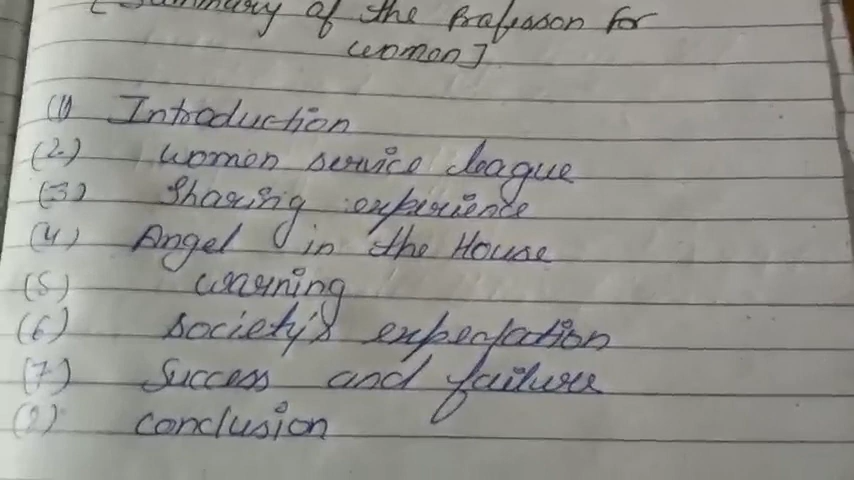 [Summary of the Professon for
women]
(1) Introduction
(2) women service league
(3) Sharing experience
(4) Angel in the House
(5) warning
(6) society's expectation
(7) Success and failure
(8) conclusion